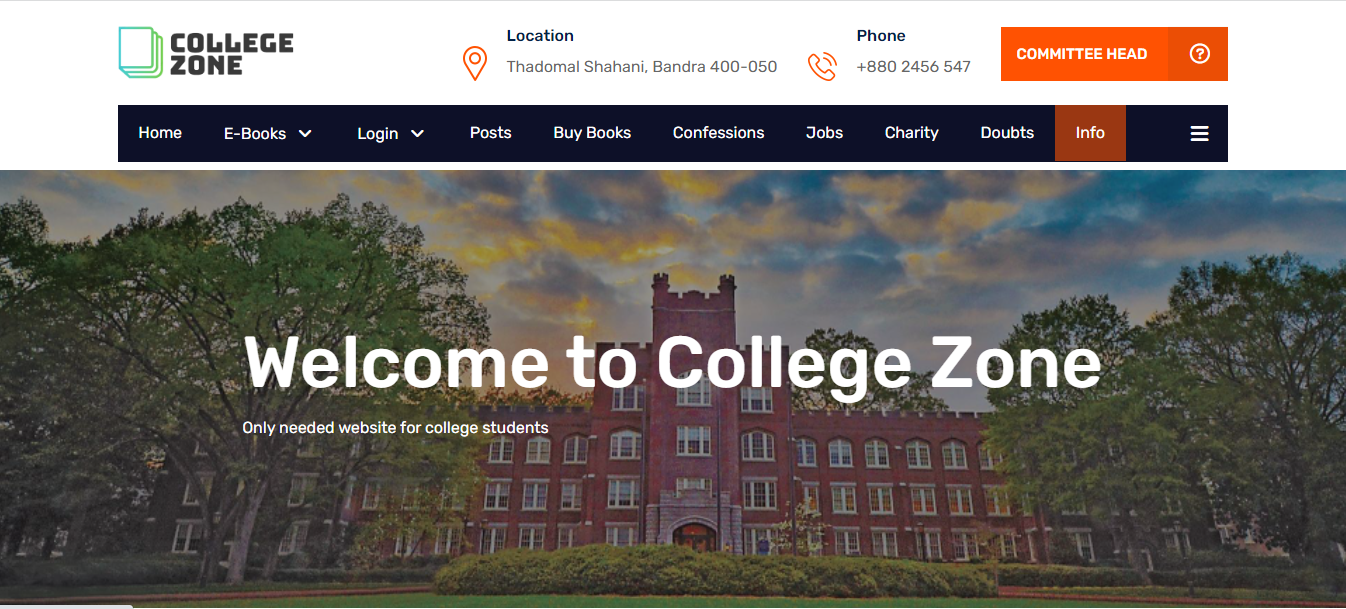 COLLEGE
ZONE
Location
Thadomal Shahani, Bandra 400-050
Phone
+880 2456 547
COMMITTEE HEAD
Home E-Books Login Posts Buy Books Confessions Jobs Charity Doubts Info
Welcome to College Zone
Only needed website for college students